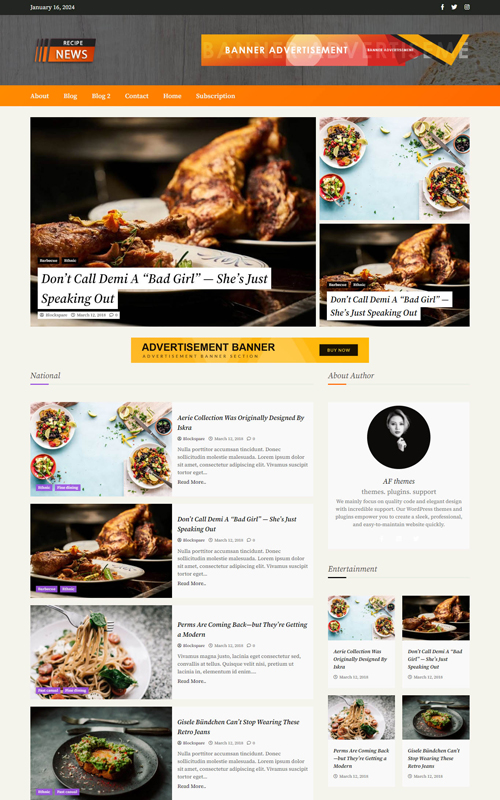 January 16, 2024
RECIPE
NEWS
BANNER ADVERTISEMENT
BANNER ADVERTISEMENT
About Blog Blog 2 Contact Home Subscription
Barbecue Ethnic
Don't Call Demi A “Bad Girl” — She's Just
Speaking Out
Blockspare March 12, 2018 0
Barbecue Ethnic
Don't Call Demi A “Bad Girl” —
She's Just Speaking Out
ADVERTISEMENT BANNER
ADVERTISEMENT BANNER SECTION
BUY NOW
National
Ethnic Fine dining
Aerie Collection Was Originally Designed By
Iskra
Blockspare March 12, 2018 0
Nulla porttitor accumsan tincidunt. Donec
sollicitudin molestie malesuada. Lorem ipsum dolor
sit amet, consectetur adipiscing elit. Vivamus suscipit
tortor eget...
Read More..
Barbecue Ethnic
Don't Call Demi A “Bad Girl” — She's Just
Speaking Out
Blockspare March 12, 2018 0
Nulla porttitor accumsan tincidunt. Donec
sollicitudin molestie malesuada. Lorem ipsum dolor
sit amet, consectetur adipiscing elit. Vivamus suscipit
tortor eget...
Read More..
Fast casual Fine dining
Perms Are Coming Back—but They're Getting
a Modern
Blockspare March 12, 2018 0
Vivamus magna justo, lacinia eget consectetur sed,
convallis at tellus. Quisque velit nisi, pretium ut
lacinia in, elementum id enim....
Read More..
Ethnic Fast casual
Gisele Bündchen Can't Stop Wearing These
Retro Jeans
Blockspare March 12, 2018 0
Nulla porttitor accumsan tincidunt. Donec
sollicitudin molestie malesuada. Lorem ipsum dolor
sit amet, consectetur adipiscing elit. Vivamus suscipit
tortor eget...
About Author
AF themes
themes, plugins, support
We mainly focus on quality code and elegant design
with incredible support. Our WordPress themes and
plugins empower you to create a sleek, professional,
and easy-to-maintain website quickly.
Entertainment
Aerie Collection Was
Originally Designed By
Iskra
March 12, 2018
Don't Call Demi A “Bad
Girl” — She's Just
Speaking Out
March 12, 2018
Perms Are Coming Back
—but They're Getting a
Modern
March 12, 2018
Gisele Bündchen Can't
Stop Wearing These
Retro Jeans
March 12, 2018